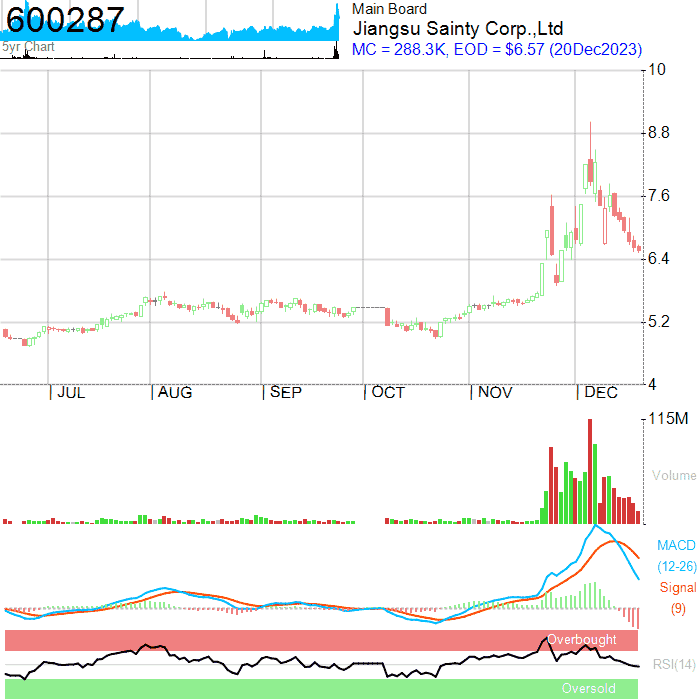 600287
5yr Chart
Main Board
Jiangsu Sainty Corp.,Ltd
MC = 288.3K, EOD = $6.57 (20Dec2023)
10
8.8
7.6
6.4
5.2
4
JUL AUG SEP OCT NOV DEC
115M
Volume
MACD
(12-26)
Signal
(9)
Overbought
RSI(14)
Oversold